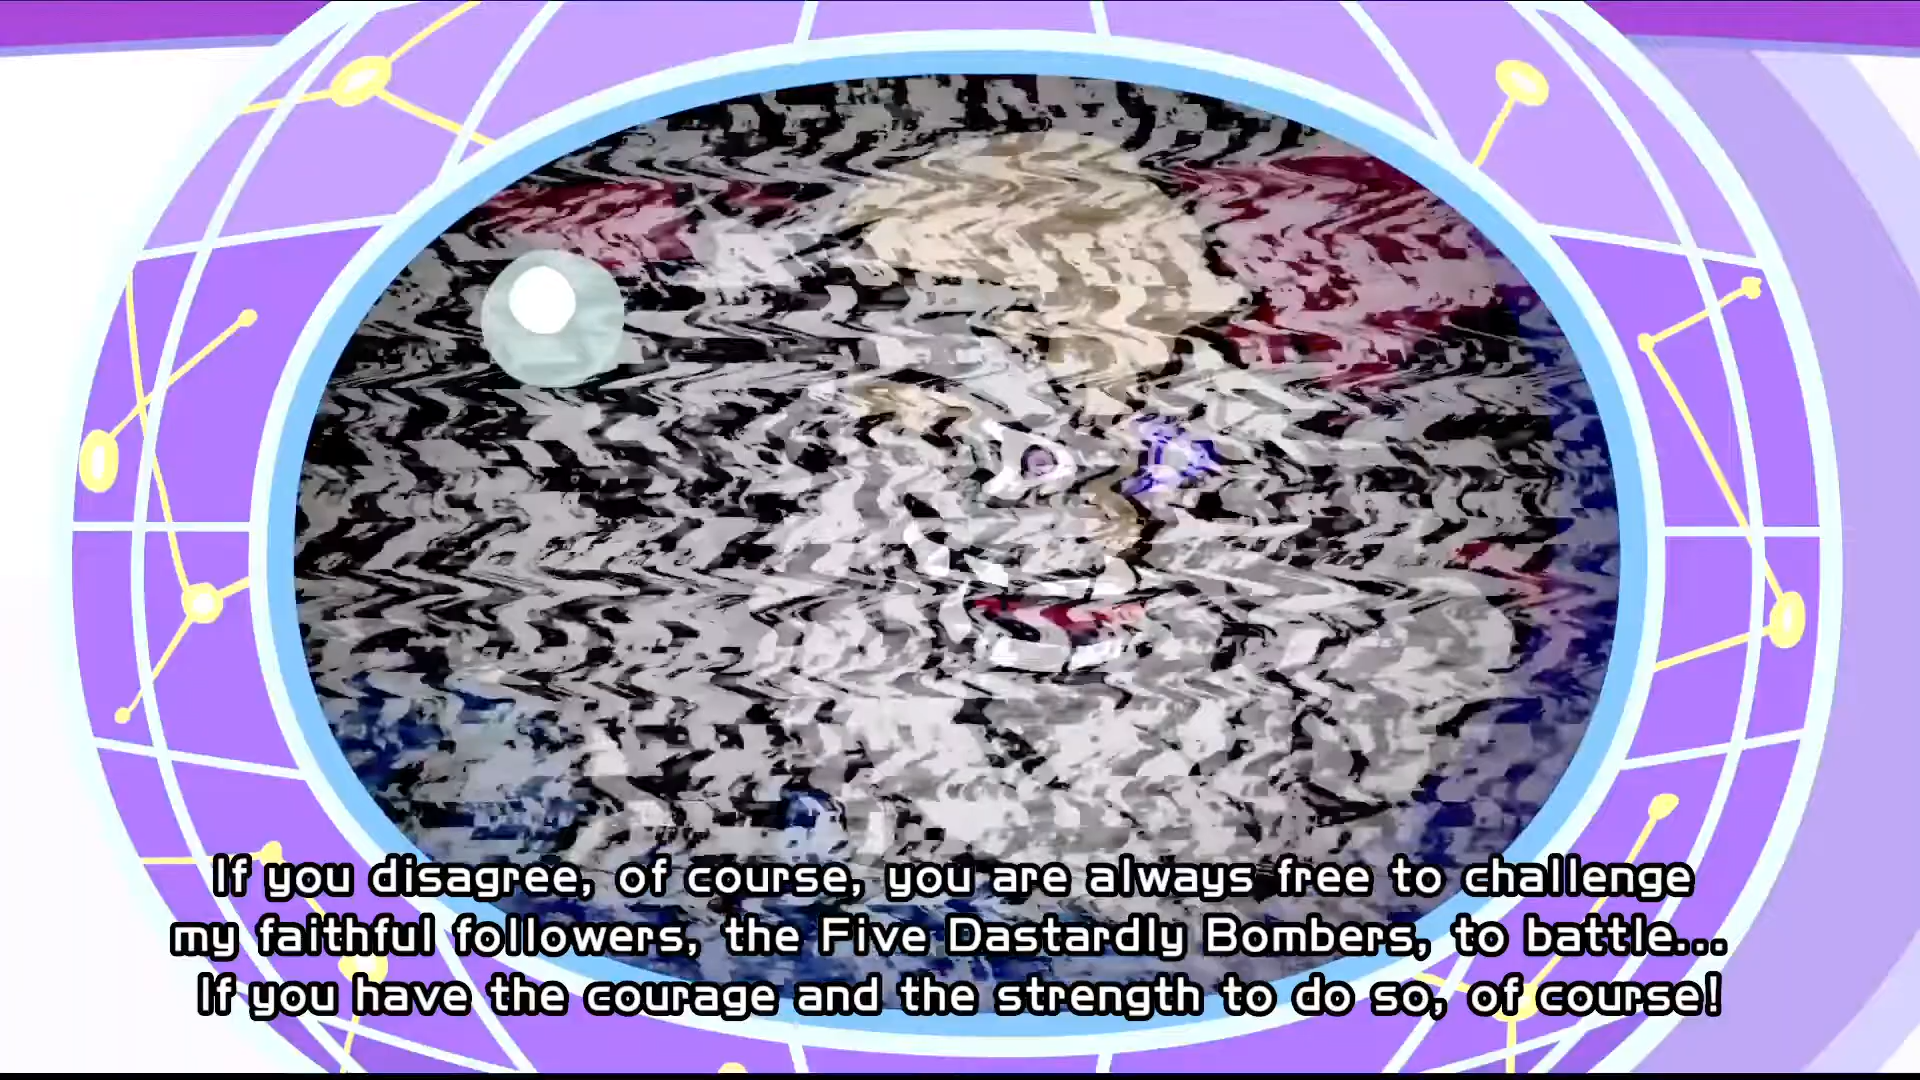 If you disagree, of course, you are always free to challenge
my faithful followers, the Five Dastardly Bombers, to battle...
If you have the courage and the strength to do so, of course!